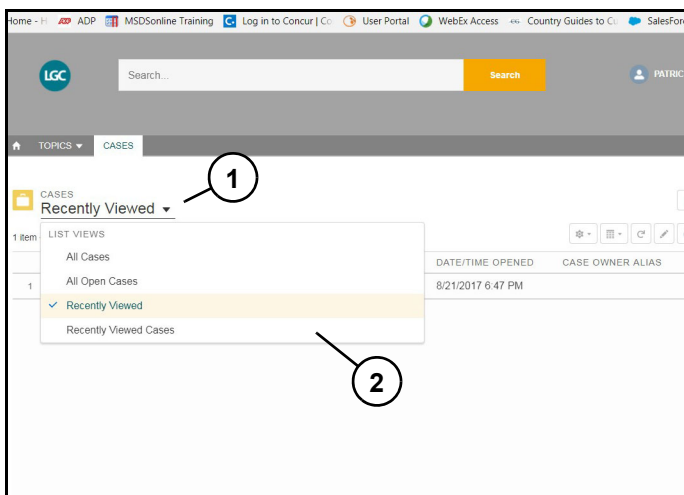 Home - H ADP MSDSonline Training C Log in to Concur | Co User Portal WebEx Access Country Guides to Cu SalesFor
LGC Search... Search PATRIC
TOPICS CASES
1
CASES
Recently Viewed
1 item
LIST VIEWS
All Cases
DATE/TIME OPENED CASE OWNER ALIAS
All Open Cases
1 8/21/2017 6:47 PM
Recently Viewed
Recently Viewed Cases
2